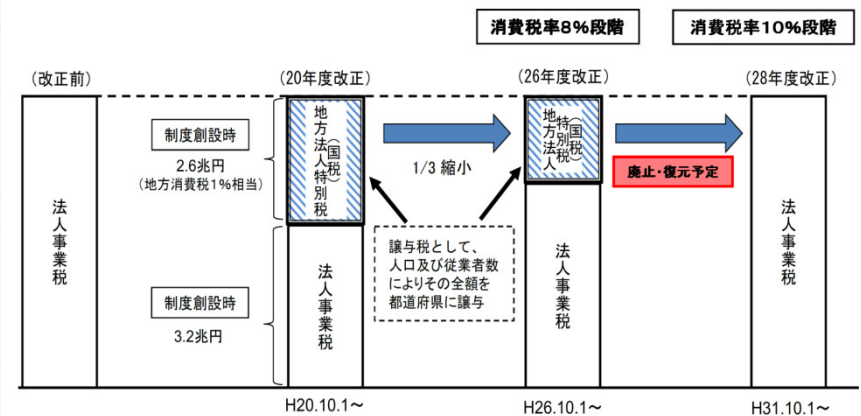 消費税率8%段階
消費税率10%段階
(改正前)
(20年度改正)
(26年度改正)
(28年度改正)
法人事業税
制度創設時
2.6兆円
(地方消費税1%相当)
地方法人特別税
(国税)
1/3 縮小
地方法人
特別税
(国税)
廃止・復元予定
法人事業税
制度創設時
3.2兆円
法人事業税
譲与税として、
人口及び従業者数
によりその全額を
都道府県に譲与
法人事業税
H20.10.1～
H26.10.1～
H31.10.1～